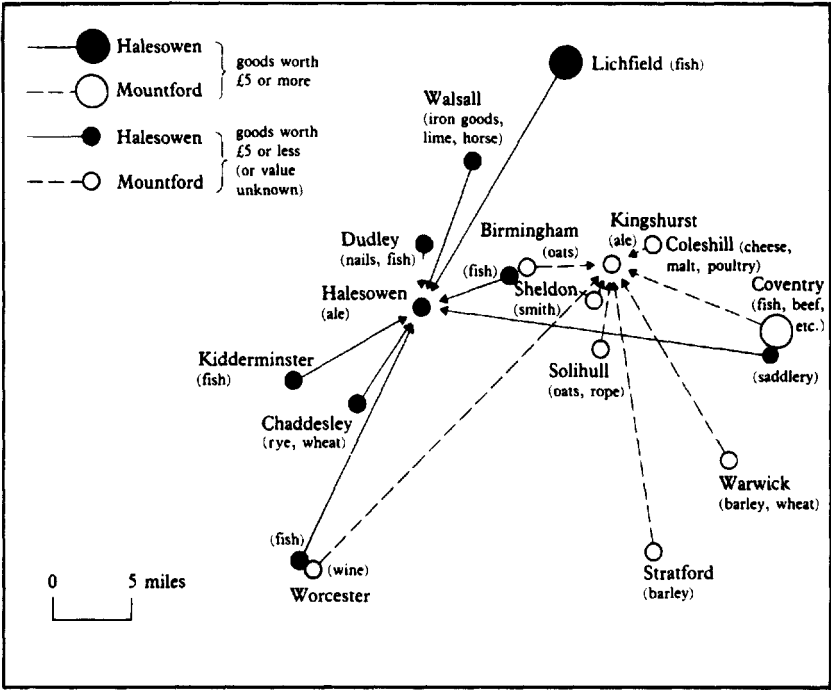 Halesowen
goods worth
£5 or more
Mountford
Halesowen
goods worth
£5 or less
(or value
unknown)
Mountford
Lichfield (fish)
Walsall
(iron goods,
lime, horse)
Dudley
(nails, fish)
Birmingham
(oats)
(fish)
Kingshurst
(ale)
Coleshill (cheese,
malt, poultry)
Sheldon
(smith)
Coventry
(fish, beef,
etc.)
(saddlery)
Halesowen
(ale)
Kidderminster
(fish)
Chaddesley
(rye, wheat)
Solihull
(oats, rope)
Warwick
(barley, wheat)
Stratford
(barley)
(fish)
(wine)
Worcester
0 5 miles